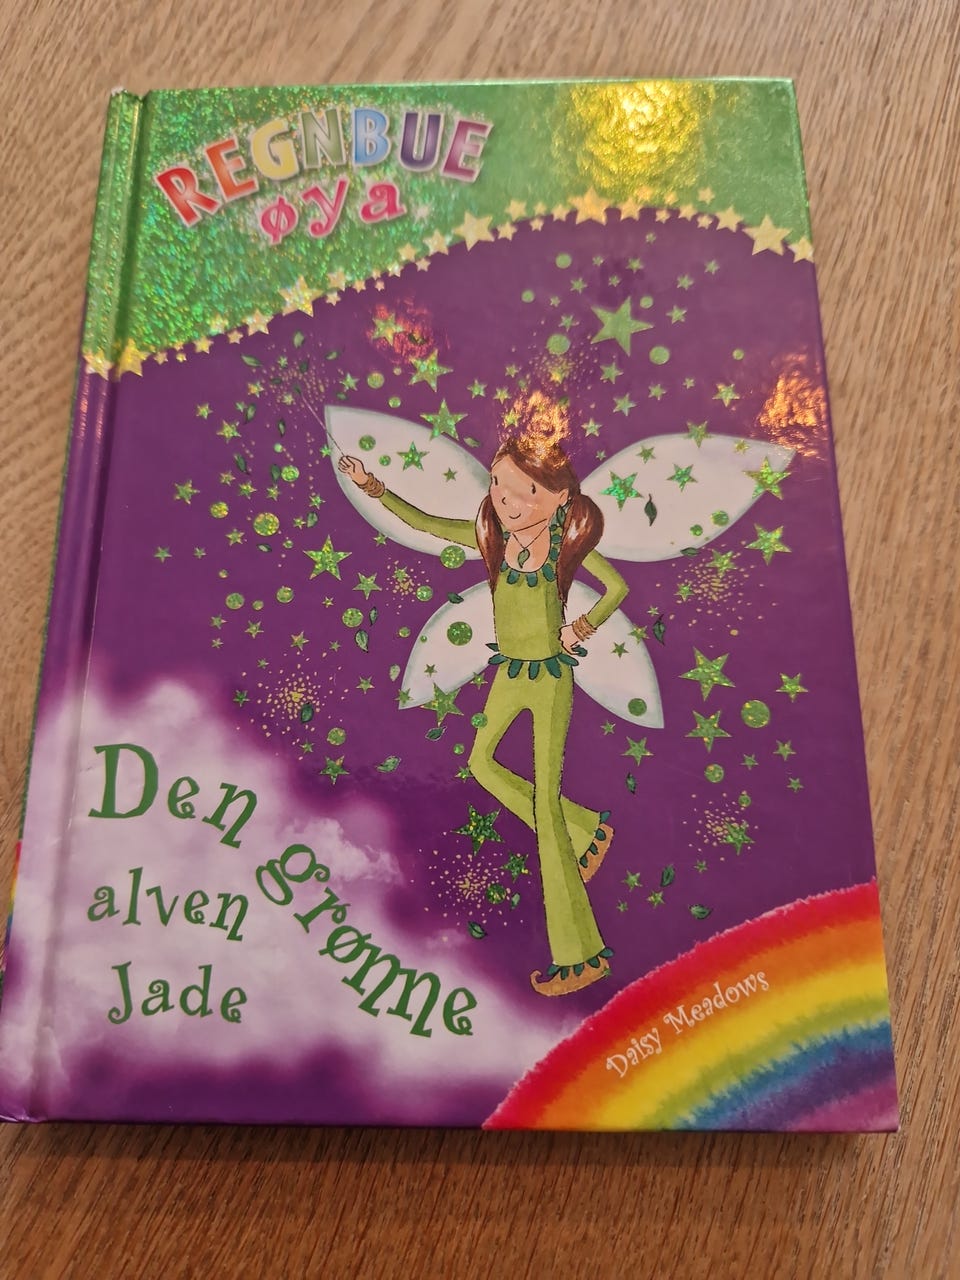 REGNBUE
øya
Den grønne
alven
Jade
Daisy Meadows